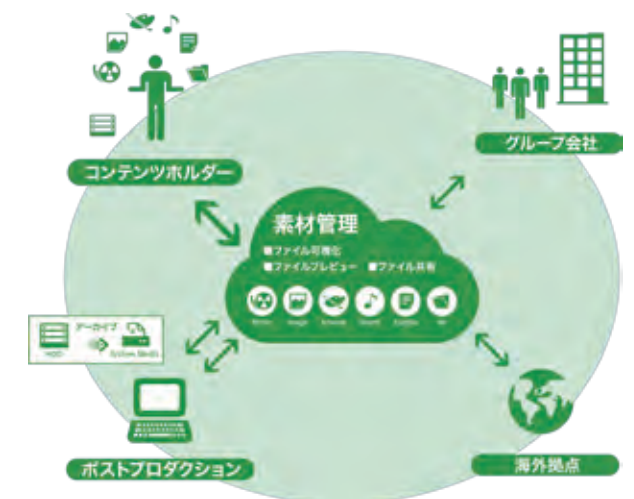 コンテンツホルダー
グループ会社
素材管理
■ファイル可視化
■ファイルプレビュー ■ファイル共有
アーカイブ
HDD
ポストプロダクション
海外拠点